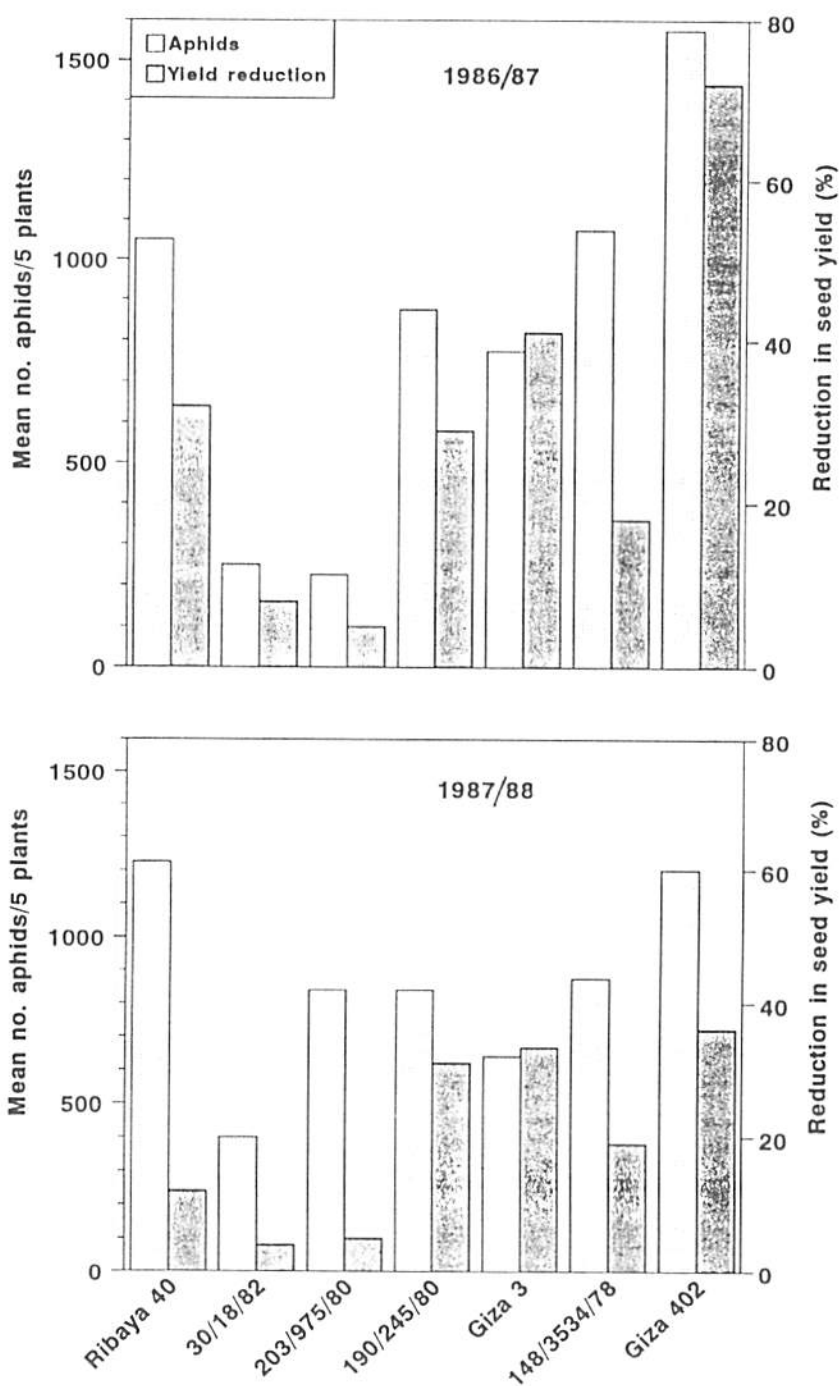 Aphids
Yield reduction
1986/87
Mean no. aphids/5 plants
1500
1000
500
0
Reduction in seed yield (%)
80
60
40
20
0
1987/88
Mean no. aphids/5 plants
1500
1000
500
0
Reduction in seed yield (%)
80
60
40
20
0
Ribaya 40
30/18/82
203/975/80
190/245/80
Giza 3
148/3534/78
Giza 402